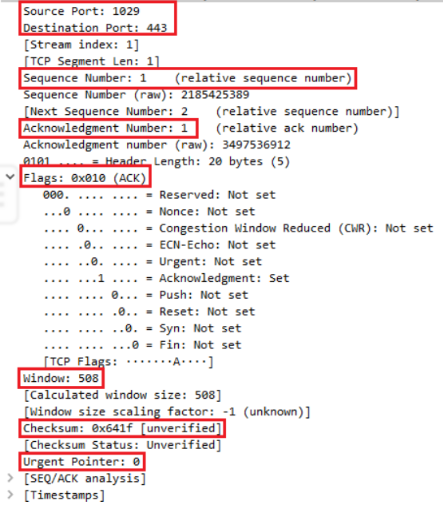 Source Port: 1029
Destination Port: 443
[Stream index: 1]
[TCP Segment Len: 1]
Sequence Number: 1 (relative sequence number)
Sequence Number (raw): 2185425389
[Next Sequence Number: 2 (relative sequence number)]
Acknowledgment Number: 1 (relative ack number)
Acknowledgment number (raw): 3497536912
0101 .... = Header Length: 20 bytes (5)
Flags: 0x010 (ACK)
000. .... .... = Reserved: Not set
...0 .... .... = Nonce: Not set
.... 0... .... = Congestion Window Reduced (CWR): Not set
.... .0.. .... = ECN-Echo: Not set
.... ..0. .... = Urgent: Not set
.... ...1 .... = Acknowledgment: Set
.... .... 0... = Push: Not set
.... .... .0.. = Reset: Not set
.... .... ..0. = Syn: Not set
.... .... ...0 = Fin: Not set
[TCP Flags: ·······A····]
Window: 508
[Calculated window size: 508]
[Window size scaling factor: -1 (unknown)]
Checksum: 0x641f [unverified]
[Checksum Status: Unverified]
Urgent Pointer: 0
[SEQ/ACK analysis]
[Timestamps]